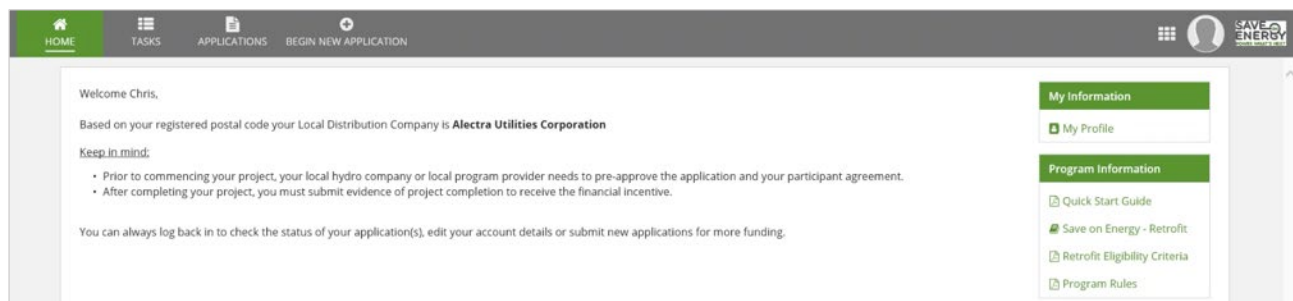 HOME
TASKS
APPLICATIONS
BEGIN NEW APPLICATION
SAVE ON
ENERGY
POWER WHAT'S NEXT
Welcome Chris,
Based on your registered postal code your Local Distribution Company is Alectra Utilities Corporation
Keep in mind:
• Prior to commencing your project, your local hydro company or local program provider needs to pre-approve the application and your participant agreement.
• After completing your project, you must submit evidence of project completion to receive the financial incentive.
You can always log back in to check the status of your application(s), edit your account details or submit new applications for more funding.
My Information
My Profile
Program Information
Quick Start Guide
Save on Energy - Retrofit
Retrofit Eligibility Criteria
Program Rules